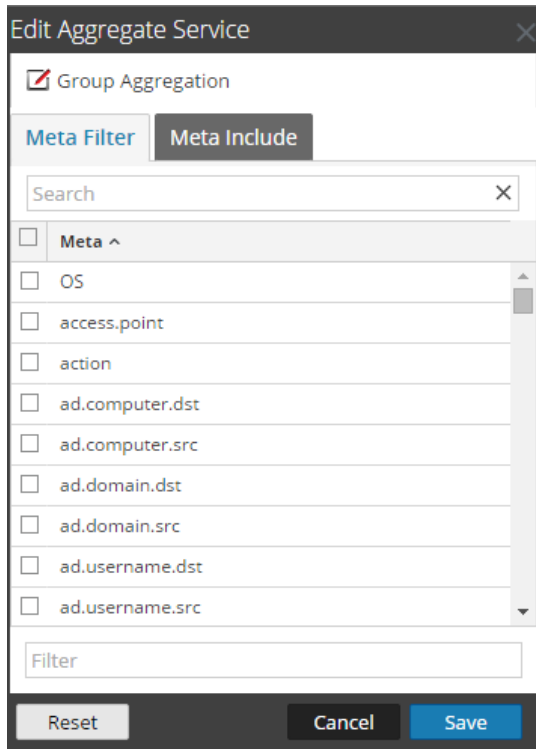 Edit Aggregate Service
Group Aggregation
Meta Filter Meta Include
Search
Meta
OS
access.point
action
ad.computer.dst
ad.computer.src
ad.domain.dst
ad.domain.src
ad.username.dst
ad.username.src
Filter
Reset Cancel Save